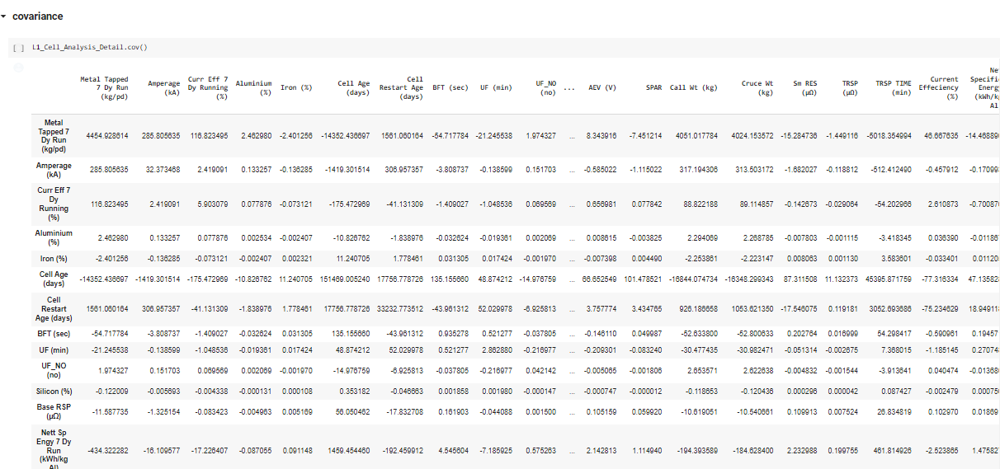 covariance
[ ] L1_Cell_Analysis_Detail.cov()
Metal Tapped 7 Dy Run (kg/pd) Amperage (kA) Curr Eff 7 Dy Running (%) Aluminium (%) Iron (%) Cell Age (days) Cell Restart Age (days) BFT (sec) UF (min) UF_NO (no) ... AEV (V) SPAR Call Wt (kg) Cruce Wt (kg) Sm RES (µΩ) TRSP (µΩ) TRSP TIME (min) Current Effeciency (%) Specifi Energ (kWh/k Al
Metal Tapped 7 Dy Run (kg/pd) 4454.928614 285.805635 116.823495 2.462980 -2.401256 -14352.436697 1561.060164 -54.717784 -21.245538 1.974327 ... 8.343916 -7.451214 4051.017784 4024.153572 -15.284736 -1.449116 -5018.354994 46.667635 -14.46889
Amperage (kA) 285.805635 32.373468 2.419091 0.133257 -0.136285 -1419.301514 306.957357 -3.808737 -0.138599 0.151703 ... -0.585022 -1.115022 317.194306 313.503172 -1.682027 -0.118812 -512.412490 -0.457912 -0.17099
Curr Eff 7 Dy Running (%) 116.823495 2.419091 5.903079 0.077876 -0.073121 -175.472969 -41.131309 -1.409027 -1.048536 0.069569 ... 0.656981 0.077842 88.822188 89.114857 -0.142673 -0.029064 -54.202966 2.610873 -0.70087
Aluminium (%) 2.462980 0.133257 0.077876 0.002534 -0.002407 -10.826762 -1.838976 -0.032624 -0.019361 0.002069 ... 0.008615 -0.003825 2.294069 2.268785 -0.007803 -0.001115 -3.418345 0.036390 -0.01186
Iron (%) -2.401256 -0.136285 -0.073121 -0.002407 0.002321 11.240705 1.778461 0.031305 0.017424 -0.001970 ... -0.007398 0.004490 -2.253861 -2.223147 0.008063 0.001130 3.583601 -0.033401 0.01120
Cell Age (days) -14352.436697 -1419.301514 -175.472969 -10.826762 11.240705 151469.005240 17756.778726 135.155660 48.874212 -14.976759 ... 66.652549 101.478521 -16844.074734 -16348.299343 87.311508 11.132373 45395.871759 -77.316334 47.13582
Cell Restart Age (days) 1561.060164 306.957357 -41.131309 -1.838976 1.778461 17756.778726 33232.773512 -43.961312 52.029978 -6.925813 ... 3.757774 3.434765 926.186658 1053.621350 -17.546075 0.119181 3052.693686 -75.234629 18.94911
BFT (sec) -54.717784 -3.808737 -1.409027 -0.032624 0.031305 135.155660 -43.961312 0.935278 0.521277 -0.037805 ... -0.146110 0.049987 -52.633800 -52.800633 0.202764 0.016999 54.298417 -0.590961 0.19457
UF (min) -21.245538 -0.138599 -1.048536 -0.019361 0.017424 48.874212 52.029978 0.521277 2.862880 -0.216977 ... -0.209301 -0.083240 -30.477435 -30.982471 -0.051314 -0.002675 7.368015 -1.185145 0.27074
UF_NO (no) 1.974327 0.151703 0.069569 0.002069 -0.001970 -14.976759 -6.925813 -0.037805 -0.216977 0.042142 ... -0.005065 -0.001806 2.653571 2.622638 -0.004832 -0.001544 -3.913641 0.040474 -0.01368
Silicon (%) -0.122009 -0.005693 -0.004338 -0.000131 0.000108 0.353182 -0.046663 0.001858 0.001980 -0.000147 ... -0.000747 -0.000012 -0.118653 -0.120436 0.000296 0.000042 0.087427 -0.002479 0.00075
Base RSP (µΩ) -11.587735 -1.325154 -0.083423 -0.004963 0.005169 56.050462 -17.832708 0.161903 -0.044088 0.001500 ... 0.105159 0.059920 -10.619051 -10.540661 0.109913 0.007524 26.834819 0.102970 0.01869
Nett Sp Engy 7 Dy Run (kWh/kg Al) -434.322282 -16.109577 -17.226407 -0.087055 0.091148 1459.454460 -192.459912 4.545604 -7.185925 0.575263 ... 2.142813 1.114940 -194.393589 -184.628400 2.232988 0.199755 461.814926 -2.523865 1.47582